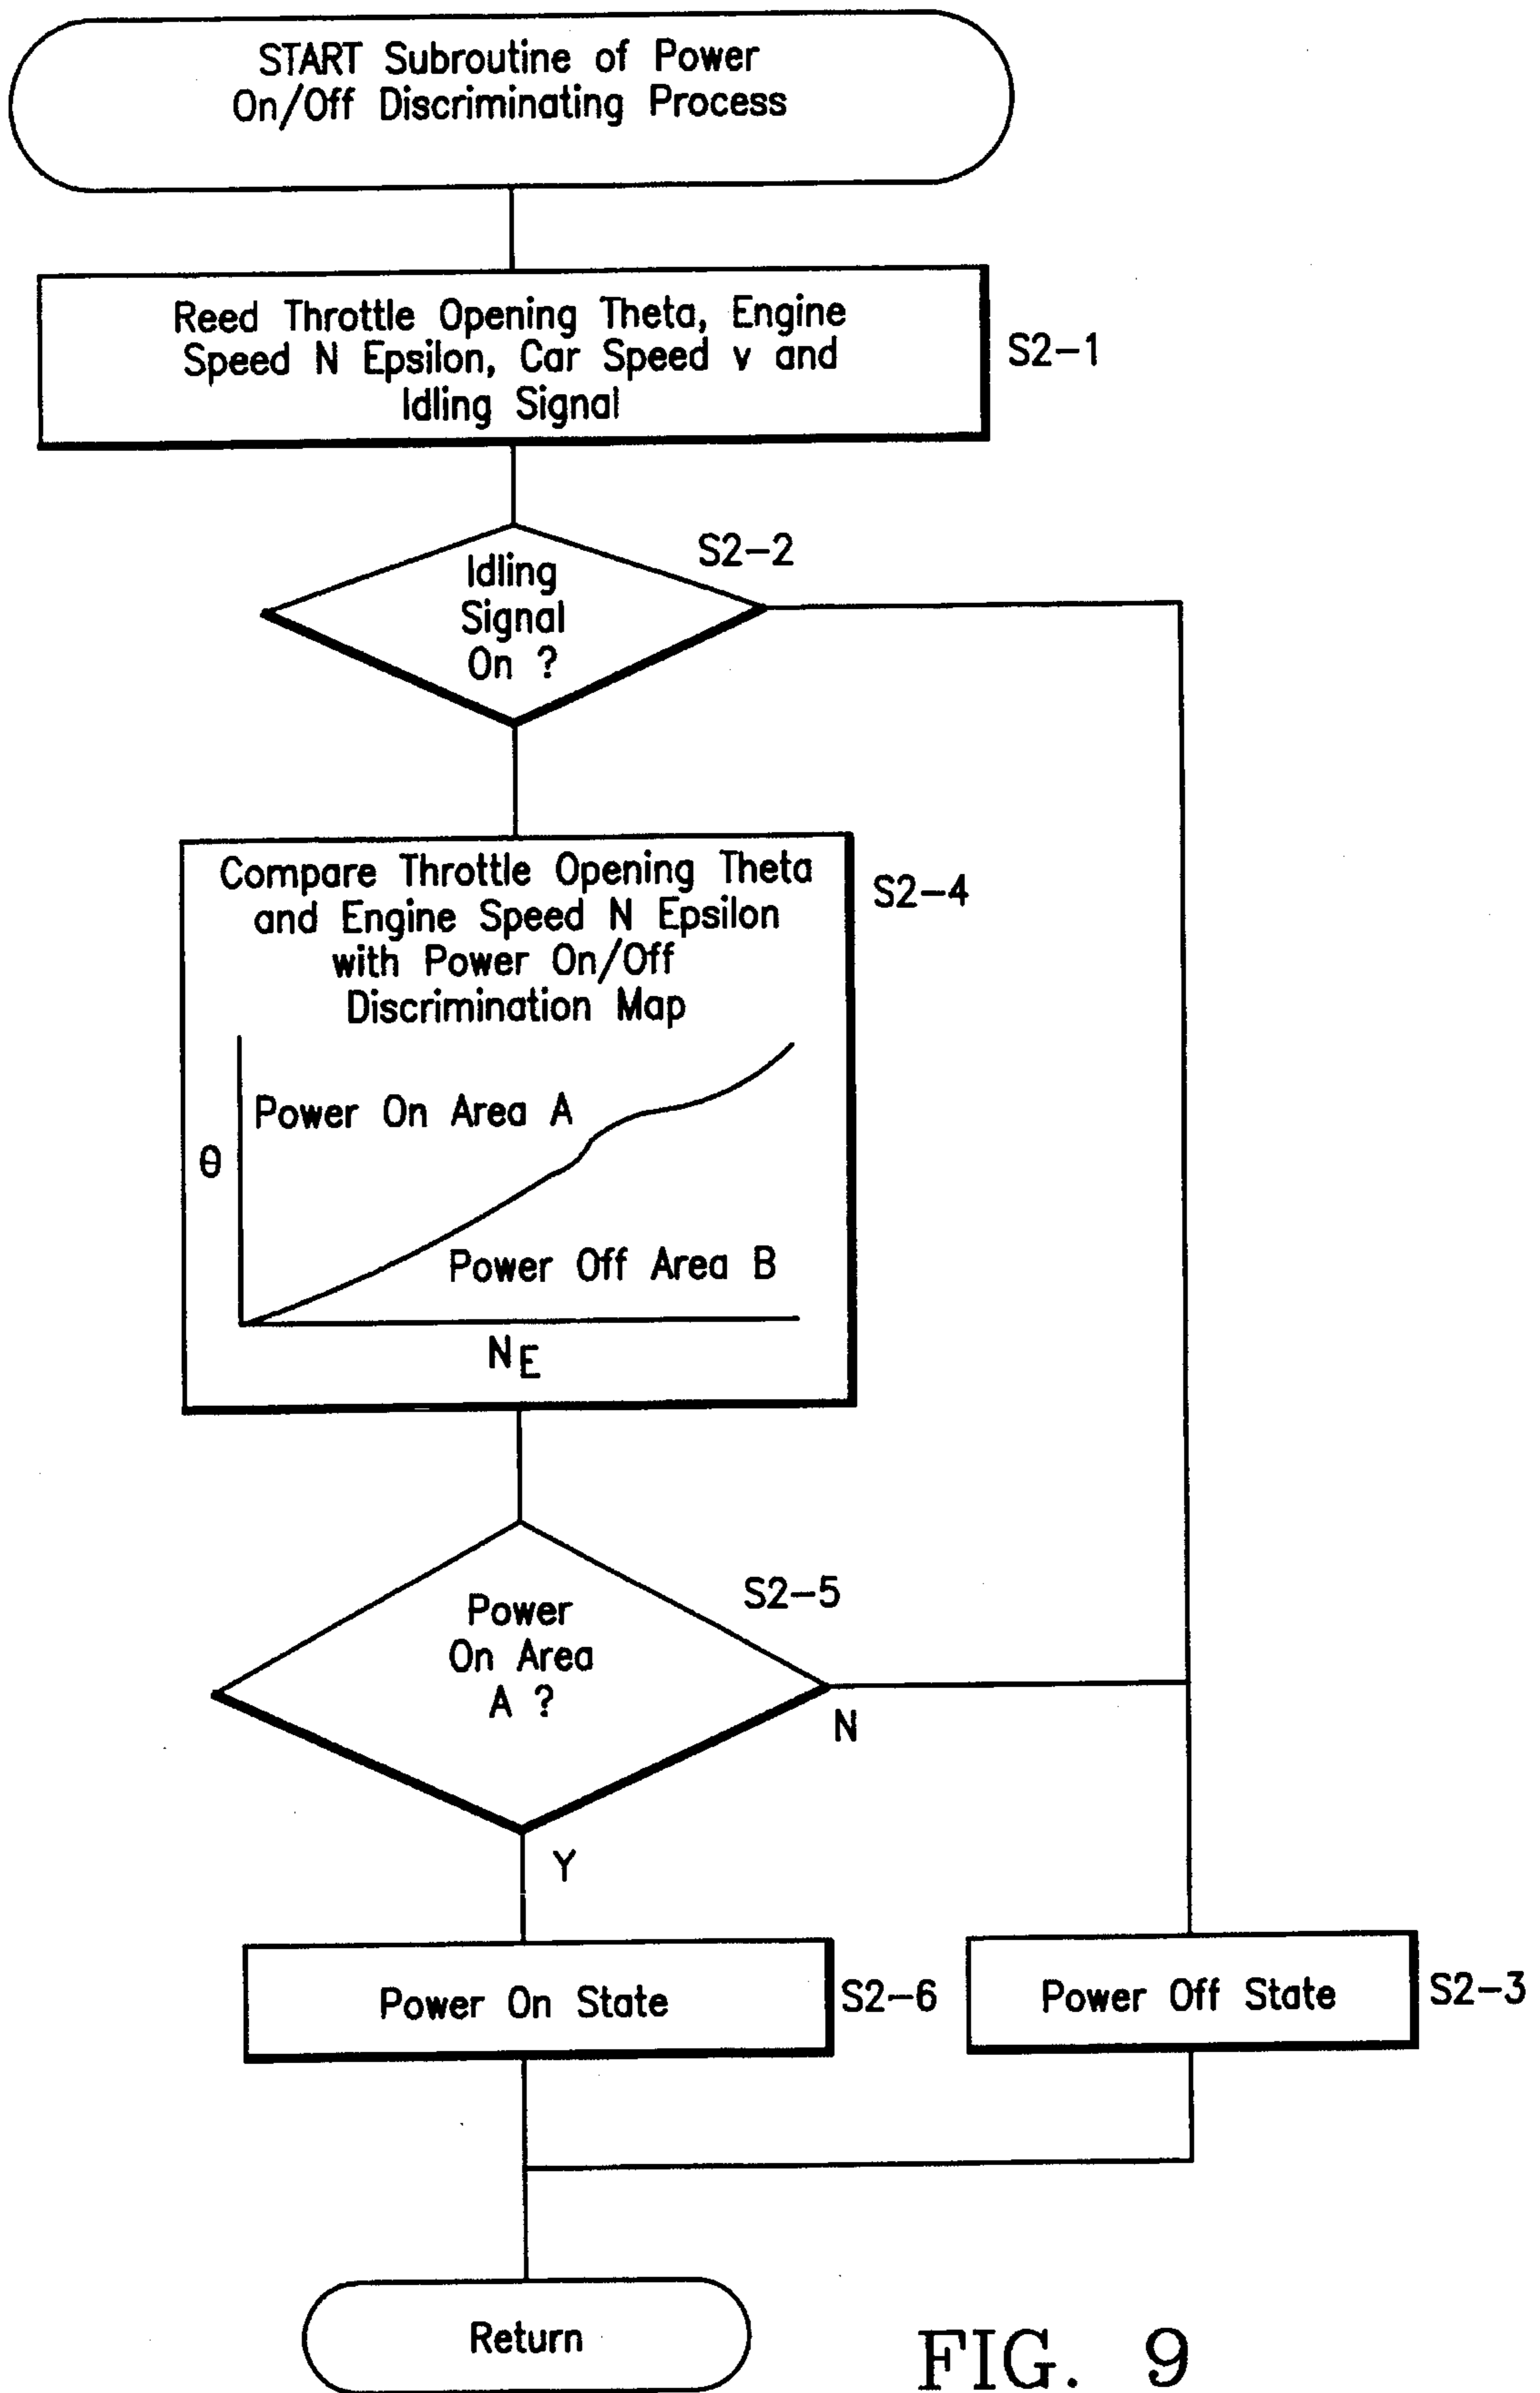 START Subroutine of Power
On/Off Discriminating Process
Reed Throttle Opening Theta, Engine
Speed N Epsilon, Car Speed v and
Idling Signal
S2-1
S2-2
Idling
Signal
On ?
Compare Throttle Opening Theta
and Engine Speed N Epsilon
with Power On/Off
Discrimination Map
S2-4
Power On Area A
θ
Power Off Area B
NE
S2-5
Power
On Area
A ?
N
Y
Power On State
S2-6
Power Off State
S2-3
Return
FIG. 9